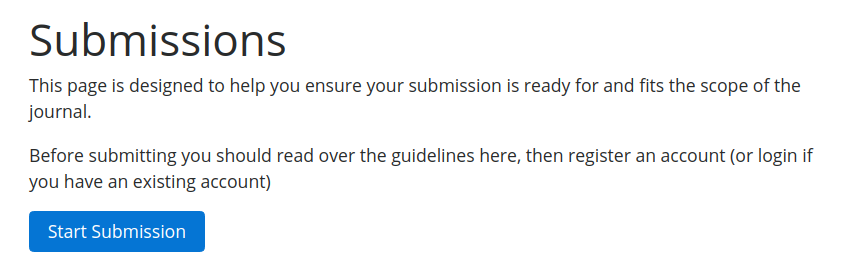 Submissions
This page is designed to help you ensure your submission is ready for and fits the scope of the
journal.
Before submitting you should read over the guidelines here, then register an account (or login if
you have an existing account)
Start Submission